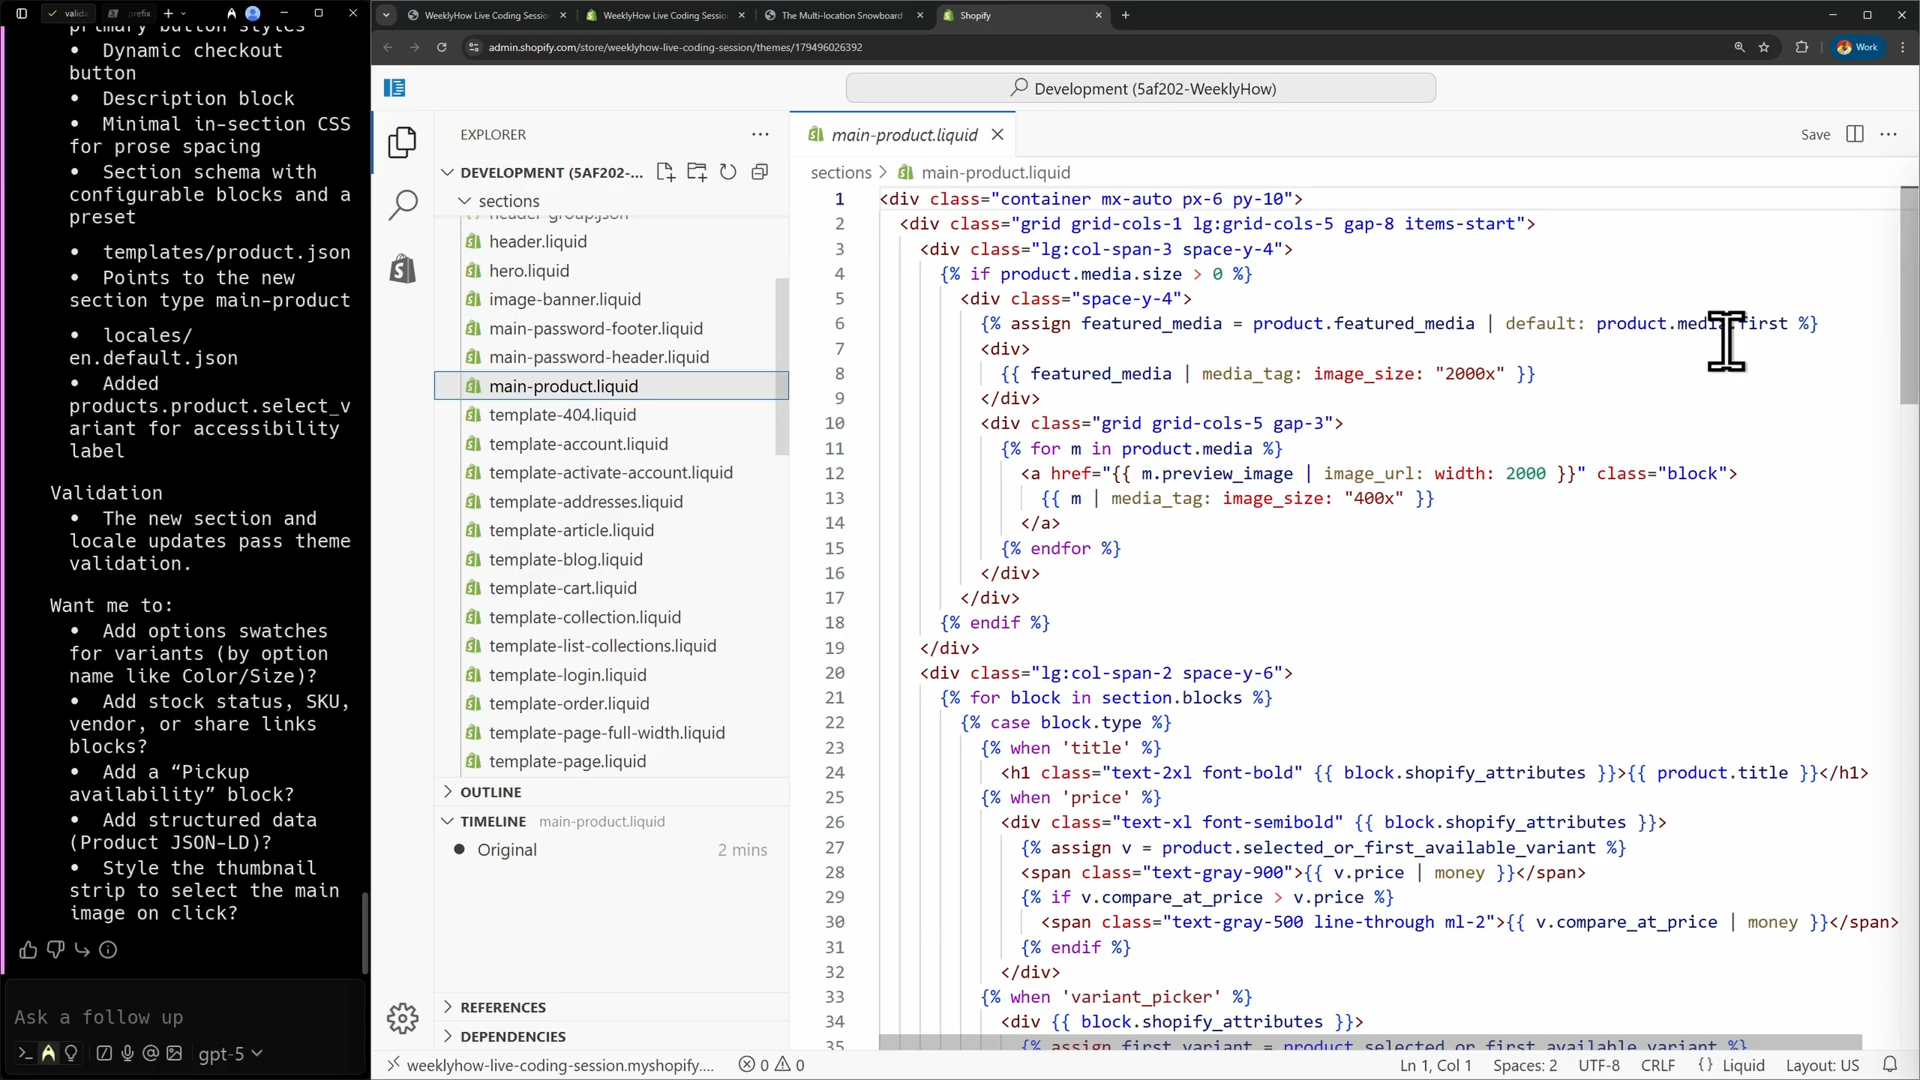 valid
prefix
primary button styles
• Dynamic checkout
button
• Description block
• Minimal in-section CSS
for prose spacing
• Section schema with
configurable blocks and a
preset
• templates/product.json
• Points to the new
section type main-product
• locales/
en.default.json
• Added
products.product.select_v
ariant for accessibility
label
Validation
• The new section and
locale updates pass theme
validation.
Want me to:
• Add options swatches
for variants (by option
name like Color/Size)?
• Add stock status, SKU,
vendor, or share links
blocks?
• Add a “Pickup
availability” block?
• Add structured data
(Product JSON-LD)?
• Style the thumbnail
strip to select the main
image on click?
Ask a follow up
gpt-5
WeeklyHow Live Coding Sessio
WeeklyHow Live Coding Sessio
The Multi-location Snowboard
Shopify
admin.shopify.com/store/weeklyhow-live-coding-session/themes/179496026392
Work
Development (5af202-WeeklyHow)
EXPLORER
DEVELOPMENT (5AF202-...
sections
header-group.json
header.liquid
hero.liquid
image-banner.liquid
main-password-footer.liquid
main-password-header.liquid
main-product.liquid
template-404.liquid
template-account.liquid
template-activate-account.liquid
template-addresses.liquid
template-article.liquid
template-blog.liquid
template-cart.liquid
template-collection.liquid
template-list-collections.liquid
template-login.liquid
template-order.liquid
template-page-full-width.liquid
template-page.liquid
OUTLINE
TIMELINE main-product.liquid
Original 2 mins
REFERENCES
DEPENDENCIES
main-product.liquid
Save
sections > main-product.liquid
1 <div class="container mx-auto px-6 py-10">
2 <div class="grid grid-cols-1 lg:grid-cols-5 gap-8 items-start">
3 <div class="lg:col-span-3 space-y-4">
4 {% if product.media.size > 0 %}
5 <div class="space-y-4">
6 {% assign featured_media = product.featured_media | default: product.media.first %}
7 <div>
8 {{ featured_media | media_tag: image_size: "2000x" }}
9 </div>
10 <div class="grid grid-cols-5 gap-3">
11 {% for m in product.media %}
12 <a href="{{ m.preview_image | image_url: width: 2000 }}" class="block">
13 {{ m | media_tag: image_size: "400x" }}
14 </a>
15 {% endfor %}
16 </div>
17 </div>
18 {% endif %}
19 </div>
20 <div class="lg:col-span-2 space-y-6">
21 {% for block in section.blocks %}
22 {% case block.type %}
23 {% when 'title' %}
24 <h1 class="text-2xl font-bold" {{ block.shopify_attributes }}>{{ product.title }}</h1>
25 {% when 'price' %}
26 <div class="text-xl font-semibold" {{ block.shopify_attributes }}>
27 {% assign v = product.selected_or_first_available_variant %}
28 <span class="text-gray-900">{{ v.price | money }}</span>
29 {% if v.compare_at_price > v.price %}
30 <span class="text-gray-500 line-through ml-2">{{ v.compare_at_price | money }}</span>
31 {% endif %}
32 </div>
33 {% when 'variant_picker' %}
34 <div {{ block.shopify_attributes }}>
35 {% assign first_variant = product.selected_or_first_available_variant %}
weeklyhow-live-coding-session.myshopify....
0 0
Ln 1, Col 1
Spaces: 2
UTF-8
CRLF
{} Liquid
Layout: US